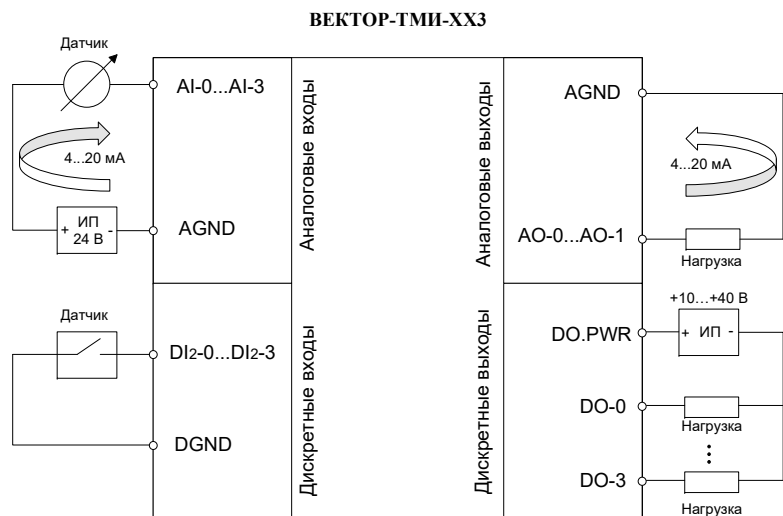 ВЕКТОР-ТМИ-ХХ3
Датчик
AI-0...AI-3
4...20 мА
+ ИП -
24 В
AGND
Аналоговые входы
Датчик
DI2-0...DI2-3
DGND
Дискретные входы
Аналоговые выходы
AGND
4...20 мА
AO-0...AO-1
Нагрузка
Дискретные выходы
+10...+40 В
DO.PWR
+ ИП -
DO-0
Нагрузка
DO-3
Нагрузка